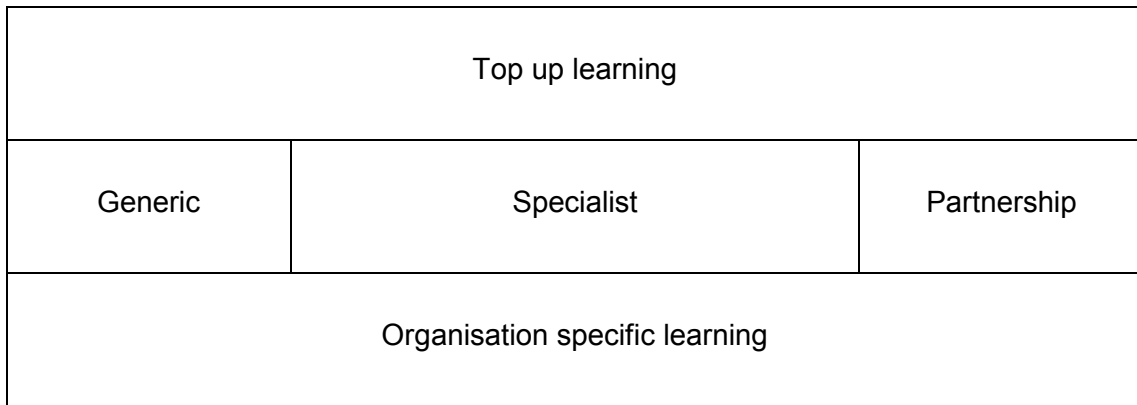 Top up learning
Generic
Specialist
Partnership
Organisation specific learning